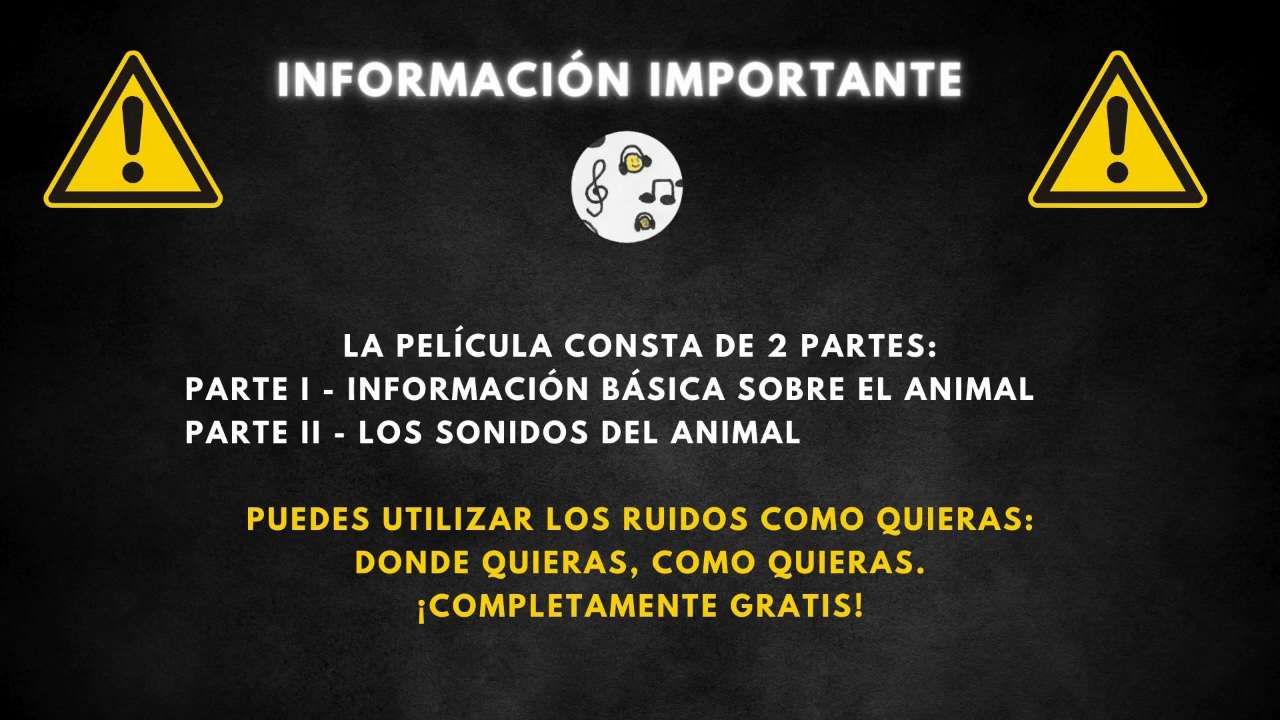 INFORMACIÓN IMPORTANTE
LA PELÍCULA CONSTA DE 2 PARTES:
PARTE I - INFORMACIÓN BÁSICA SOBRE EL ANIMAL
PARTE II - LOS SONIDOS DEL ANIMAL
PUEDES UTILIZAR LOS RUIDOS COMO QUIERAS:
DONDE QUIERAS, COMO QUIERAS.
¡COMPLETAMENTE GRATIS!